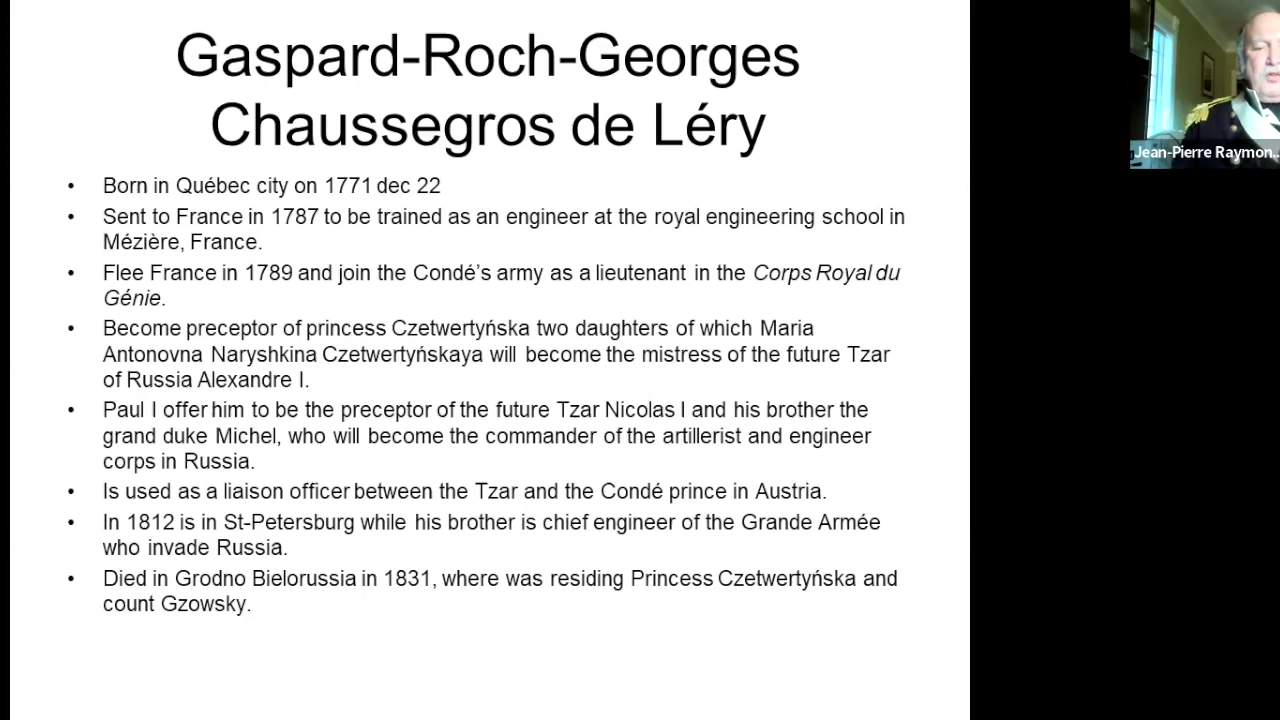 Gaspard-Roch-Georges
Chaussegros de Léry
• Born in Québec city on 1771 dec 22
• Sent to France in 1787 to be trained as an engineer at the royal engineering school in
Mézière, France.
• Flee France in 1789 and join the Condé's army as a lieutenant in the Corps Royal du
Génie.
• Become preceptor of princess Czetwertyńska two daughters of which Maria
Antonovna Naryshkina Czetwertyńskaya will become the mistress of the future Tzar
of Russia Alexandre I.
• Paul I offer him to be the preceptor of the future Tzar Nicolas I and his brother the
grand duke Michel, who will become the commander of the artillerist and engineer
corps in Russia.
• Is used as a liaison officer between the Tzar and the Condé prince in Austria.
• In 1812 is in St-Petersburg while his brother is chief engineer of the Grande Armée
who invade Russia.
• Died in Grodno Bielorussia in 1831, where was residing Princess Czetwertyńska and
count Gzowsky.
Jean-Pierre Raymon...